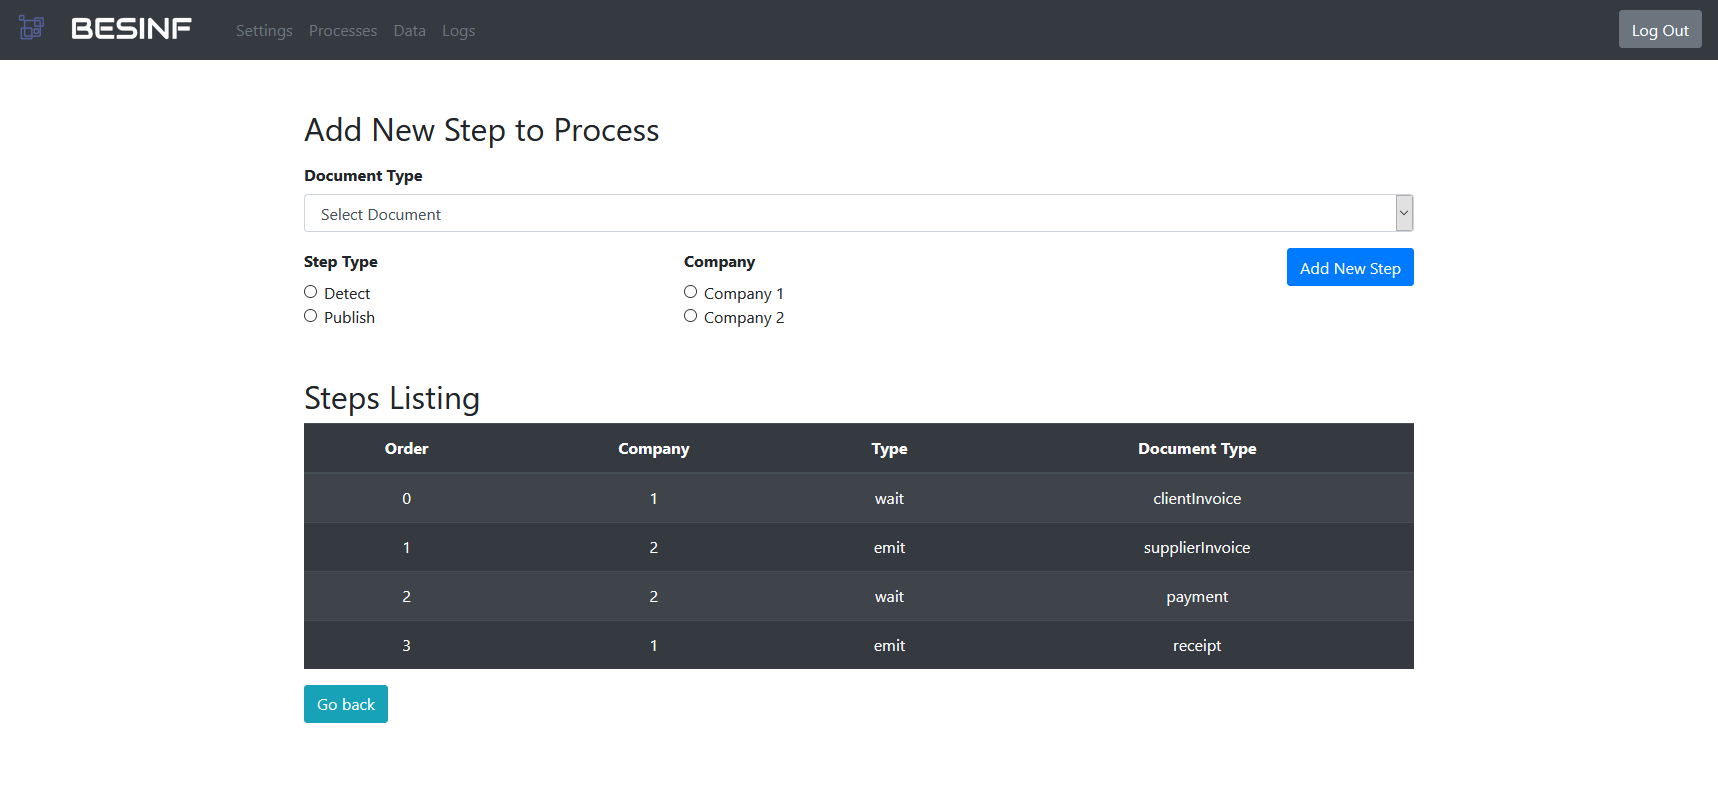 BESINF Settings Processes Data Logs Log Out
Add New Step to Process
Document Type
Select Document
Step Type Company Add New Step
Detect Company 1
Publish Company 2
Steps Listing
Order Company Type Document Type
0 1 wait clientInvoice
1 2 emit supplierInvoice
2 2 wait payment
3 1 emit receipt
Go back